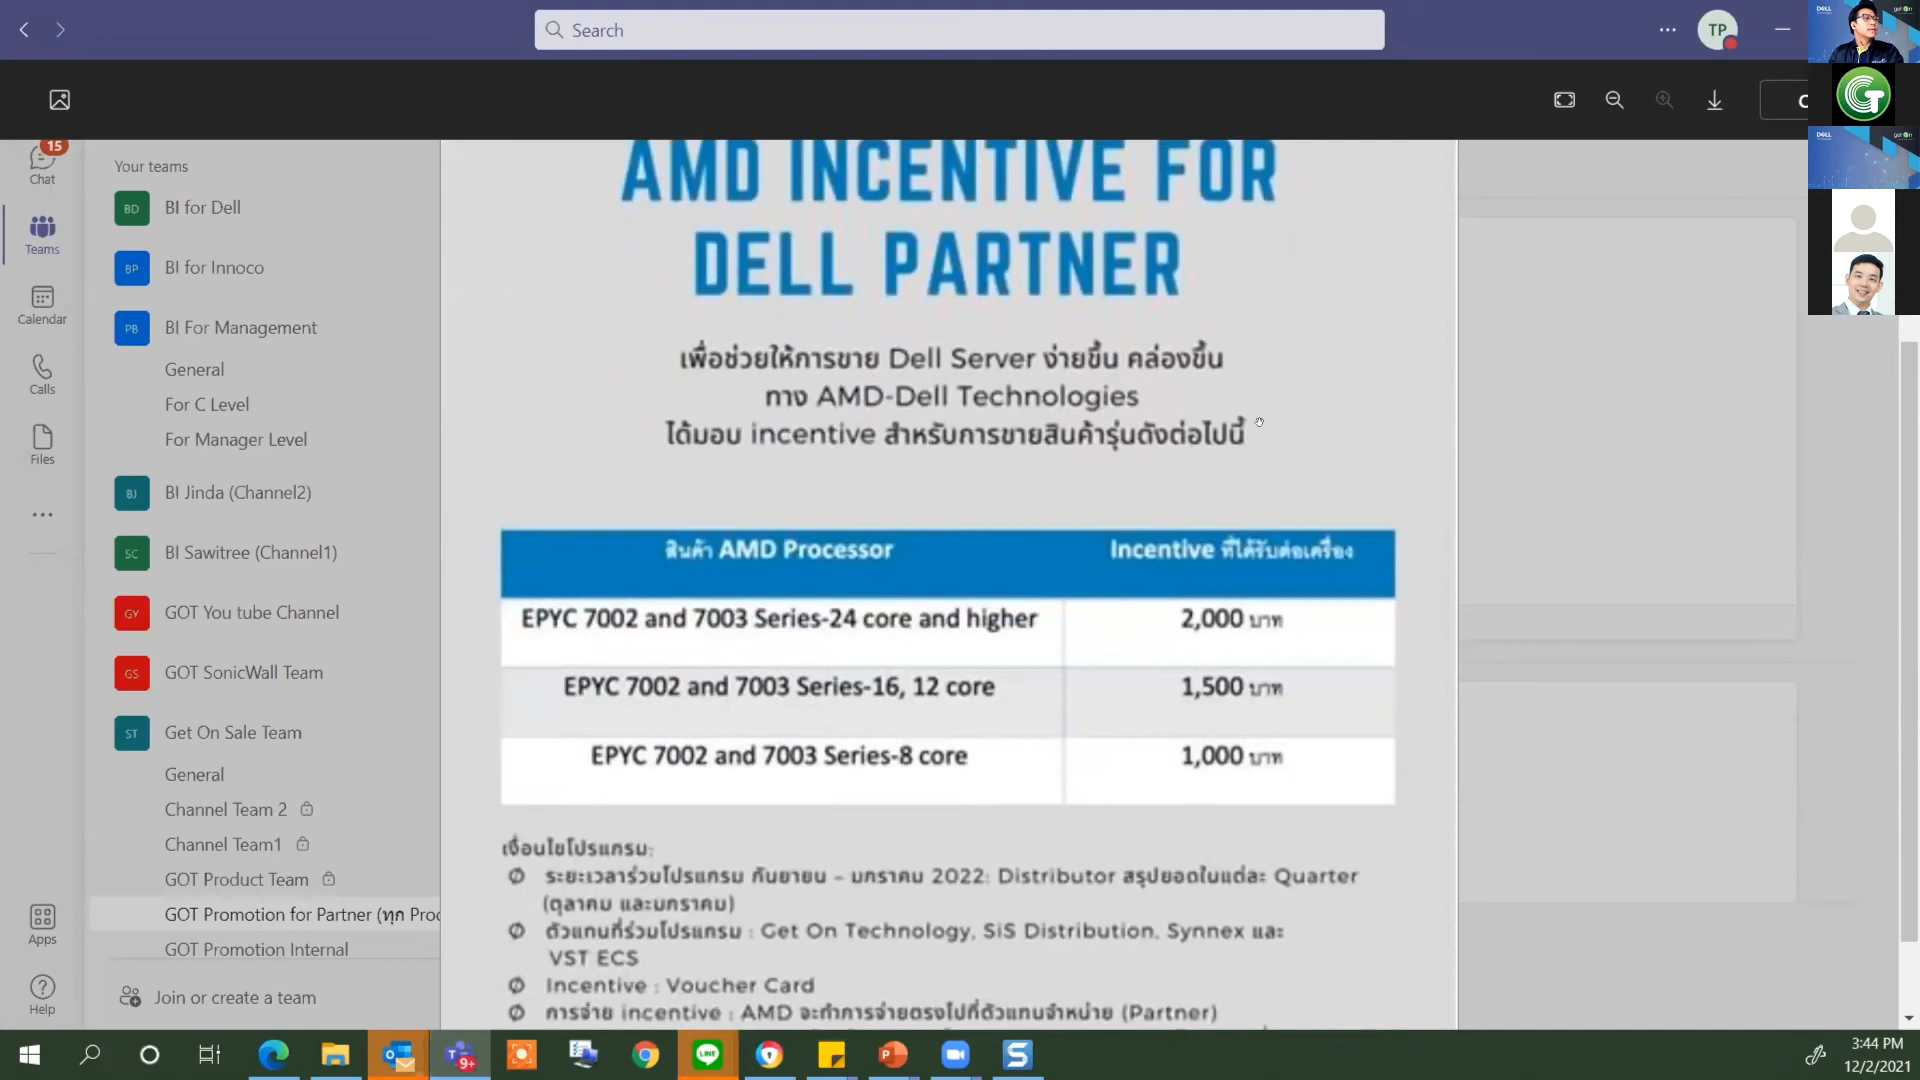 Search
TP
DELL
get On
15
Chat
Teams
Calendar
Calls
Files
Apps
Help
Your teams
BD BI for Dell
BP BI for Innoco
PB BI For Management
General
For C Level
For Manager Level
BJ BI Jinda (Channel2)
SC BI Sawitree (Channel1)
GY GOT You tube Channel
GS GOT SonicWall Team
ST Get On Sale Team
General
Channel Team 2
Channel Team1
GOT Product Team
GOT Promotion for Partner (ทุก Proc
GOT Promotion Internal
Join or create a team
AMD INCENTIVE FOR
DELL PARTNER
เพื่อช่วยให้การขาย Dell Server ง่ายขึ้น คล่องขึ้น
ทาง AMD-Dell Technologies
ได้มอบ incentive สำหรับการขายสินค้ารุ่นดังต่อไปนี้
สินค้า AMD Processor Incentive ที่ได้รับต่อเครื่อง
EPYC 7002 and 7003 Series-24 core and higher 2,000 บาท
EPYC 7002 and 7003 Series-16, 12 core 1,500 บาท
EPYC 7002 and 7003 Series-8 core 1,000 บาท
เงื่อนไขโปรแกรม:
ระยะเวลาร่วมโปรแกรม กันยายน – มกราคม 2022: Distributor สรุปยอดในแต่ละ Quarter
(ตุลาคม และมกราคม)
ตัวแทนที่ร่วมโปรแกรม : Get On Technology, SiS Distribution, Synnex และ
VST ECS
Incentive : Voucher Card
การจ่าย incentive : AMD จะทำการจ่ายตรงไปที่ตัวแทนจำหน่าย (Partner)
9+
3:44 PM
12/2/2021